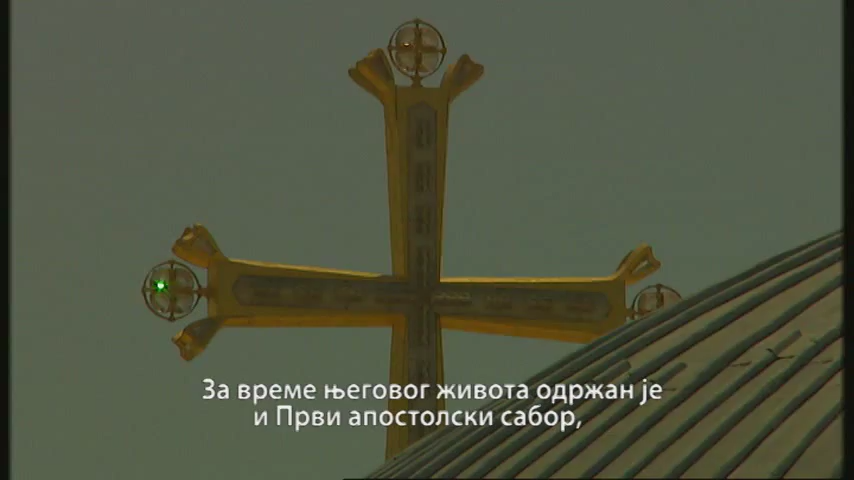 За време његовог живота одржан је
и Први апостолски сабор,